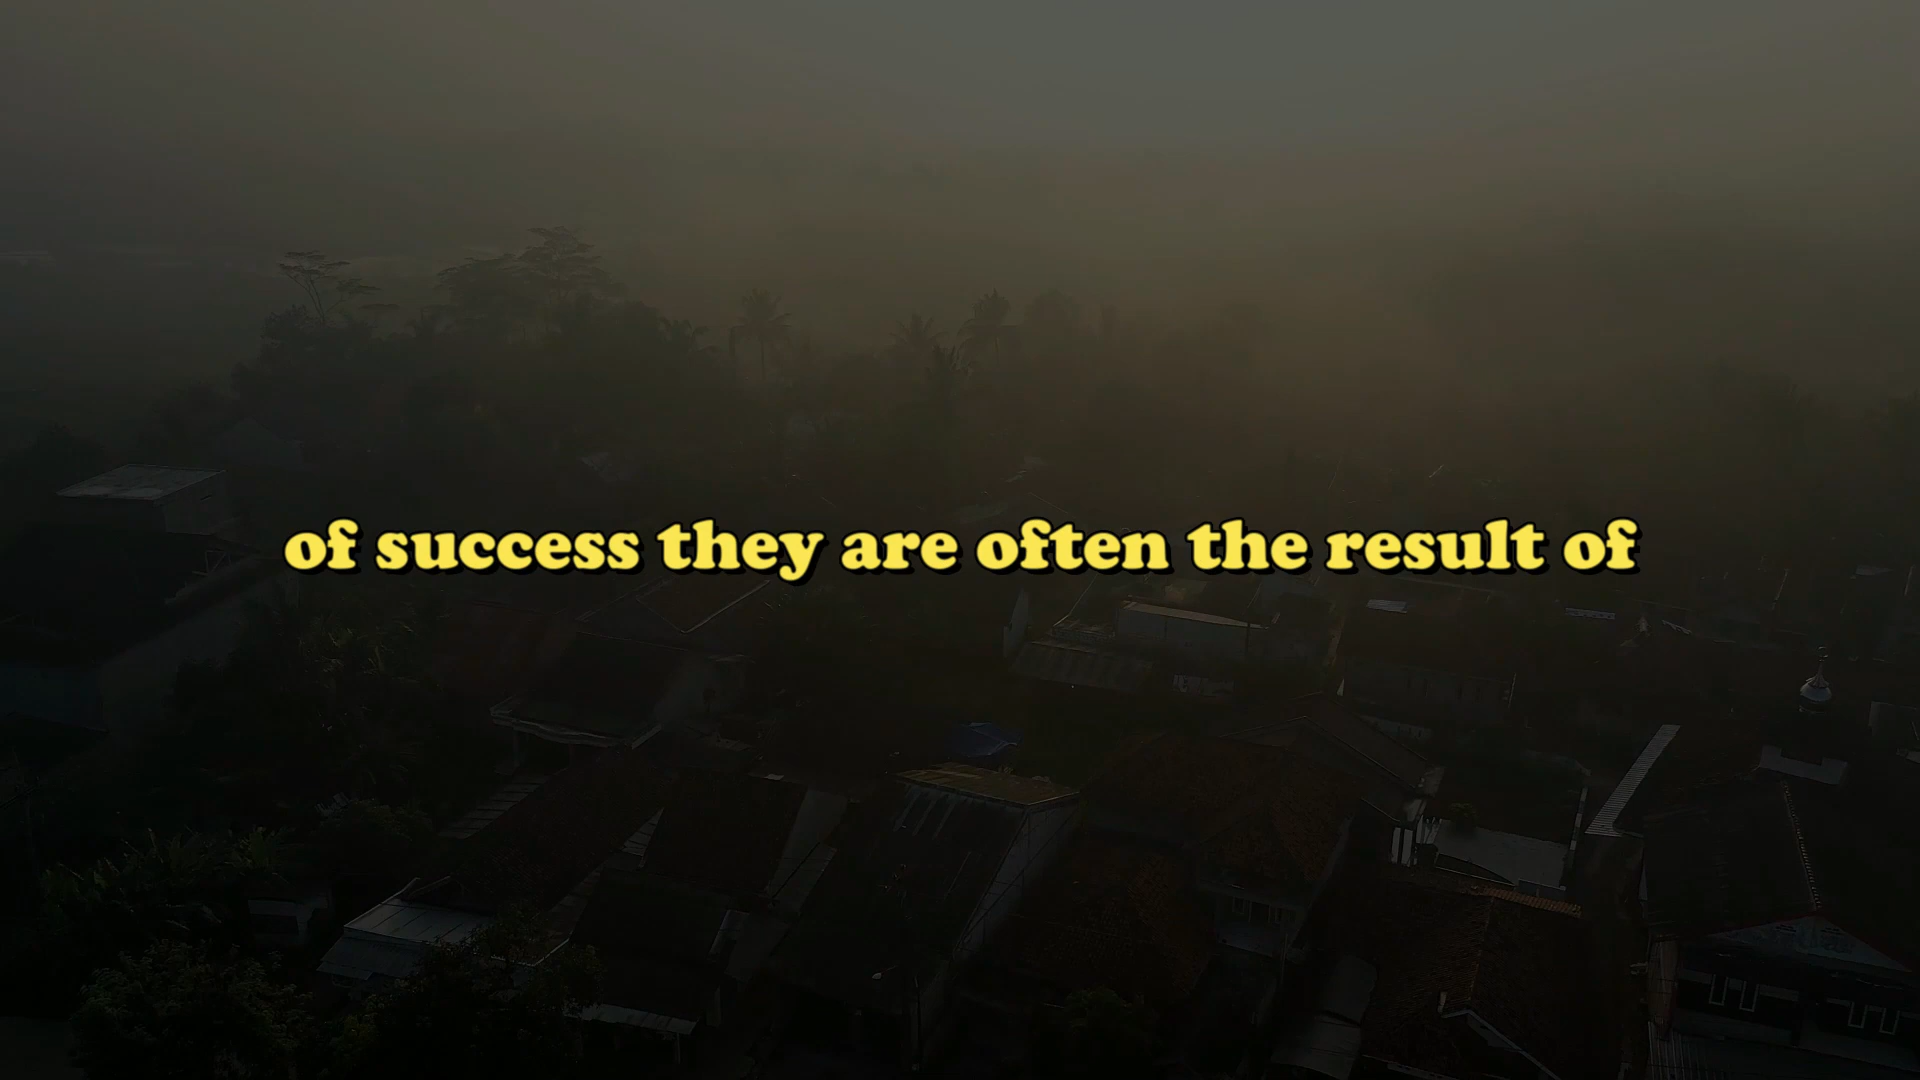 of success they are often the result of